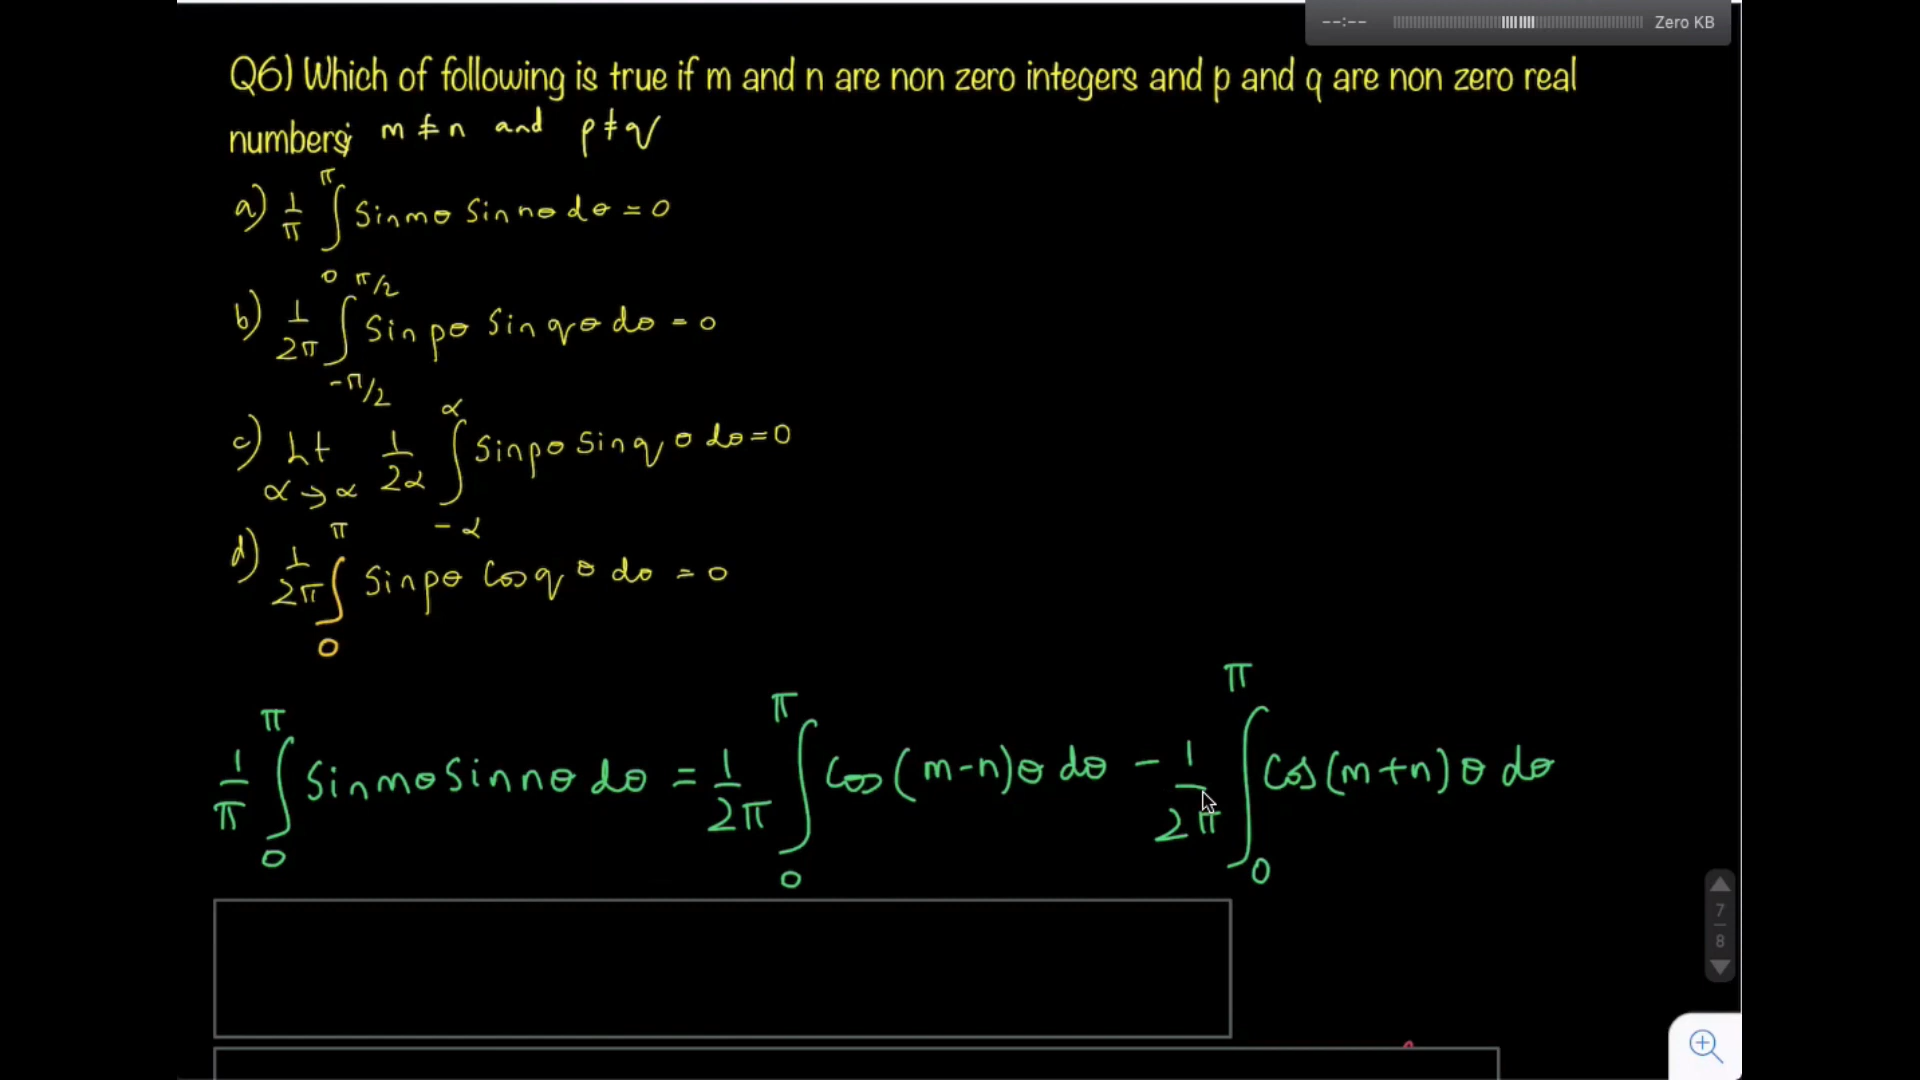 --:-- Zero KB
Q6) Which of following is true if m and n are non zero integers and p and q are non zero real
numbers; m ≠ n and p ≠ q
a) 1/π ∫₀^π Sin mθ Sin nθ dθ = 0
b) 1/2π ∫_{-π/2}^{π/2} Sin pθ Sin qθ dθ = 0
c) Lt α→α 1/2α ∫_{-α}^{α} Sin pθ Sin qθ dθ = 0
d) 1/2π ∫₀^π Sin pθ Cos qθ dθ = 0
1/π ∫₀^π Sin mθ Sin nθ dθ = 1/2π ∫₀^π Cos (m-n)θ dθ - 1/2π ∫₀^π Cos (m+n)θ dθ
7
8